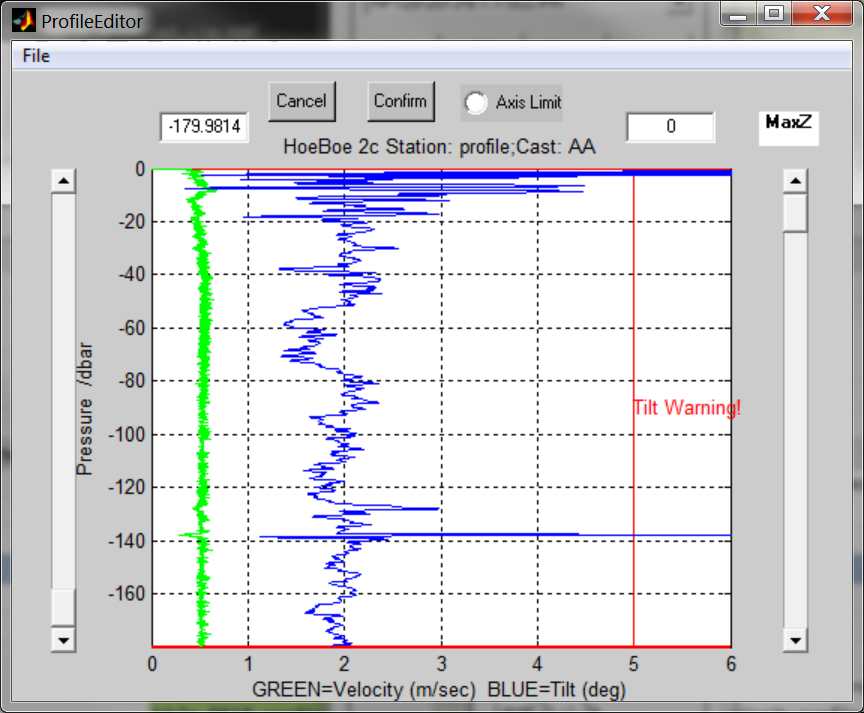 ProfileEditor
File
Cancel Confirm Axis Limit
-179.9814 0 MaxZ
HoeBoe 2c Station: profile;Cast: AA
0
-20
-40
-60
-80
-100
-120
-140
-160
Pressure /dbar
Tilt Warning!
0 1 2 3 4 5 6
GREEN=Velocity (m/sec) BLUE=Tilt (deg)